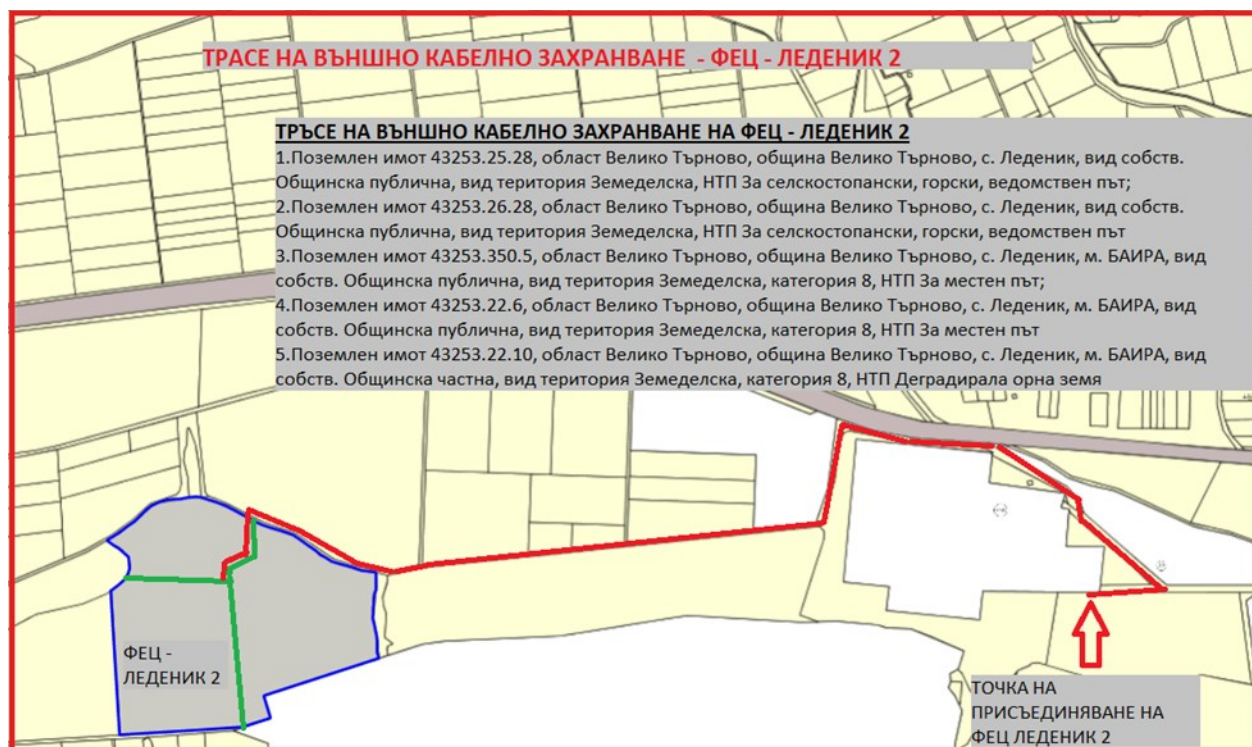 ТРАСЕ НА ВЪНШНО КАБЕЛНО ЗАХРАНВАНЕ - ФЕЦ - ЛЕДЕНИК 2
ТРЪСЕ НА ВЪНШНО КАБЕЛНО ЗАХРАНВАНЕ НА ФЕЦ - ЛЕДЕНИК 2
1.Поземлен имот 43253.25.28, област Велико Търново, община Велико Търново, с. Леденик, вид собств.
Общинска публична, вид територия Земеделска, НТП За селскостопански, горски, ведомствен път;
2.Поземлен имот 43253.26.28, област Велико Търново, община Велико Търново, с. Леденик, вид собств.
Общинска публична, вид територия Земеделска, НТП За селскостопански, горски, ведомствен път
3.Поземлен имот 43253.350.5, област Велико Търново, община Велико Търново, с. Леденик, м. БАИРА, вид
собств. Общинска публична, вид територия Земеделска, категория 8, НТП За местен път;
4.Поземлен имот 43253.22.6, област Велико Търново, община Велико Търново, с. Леденик, м. БАИРА, вид
собств. Общинска публична, вид територия Земеделска, категория 8, НТП За местен път
5.Поземлен имот 43253.22.10, област Велико Търново, община Велико Търново, с. Леденик, м. БАИРА, вид
собств. Общинска частна, вид територия Земеделска, категория 8, НТП Деградирала орна земя
ФЕЦ -
ЛЕДЕНИК 2
ТОЧКА НА
ПРИСЪЕДИНЯВАНЕ НА
ФЕЦ ЛЕДЕНИК 2